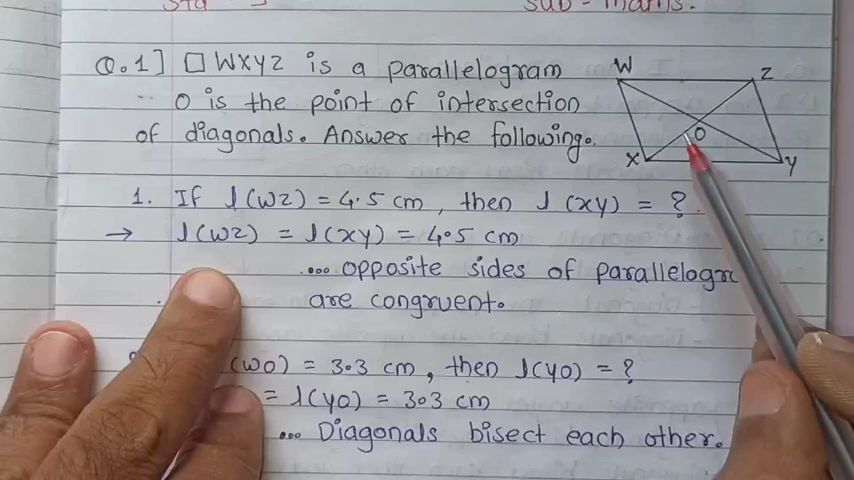 Q.1] □ WXYZ is a parallelogram
O is the point of intersection
of diagonals. Answer the following.
W
Z
O
X
Y
1. If l(WZ) = 4.5 cm, then l(XY) = ?
→ l(WZ) = l(XY) = 4.5 cm
... opposite sides of
are congruent.
(WO) = 3.3 cm, then l(YO) = ?
= l(YO) = 3.3 cm
... Diagonals bisect each other.